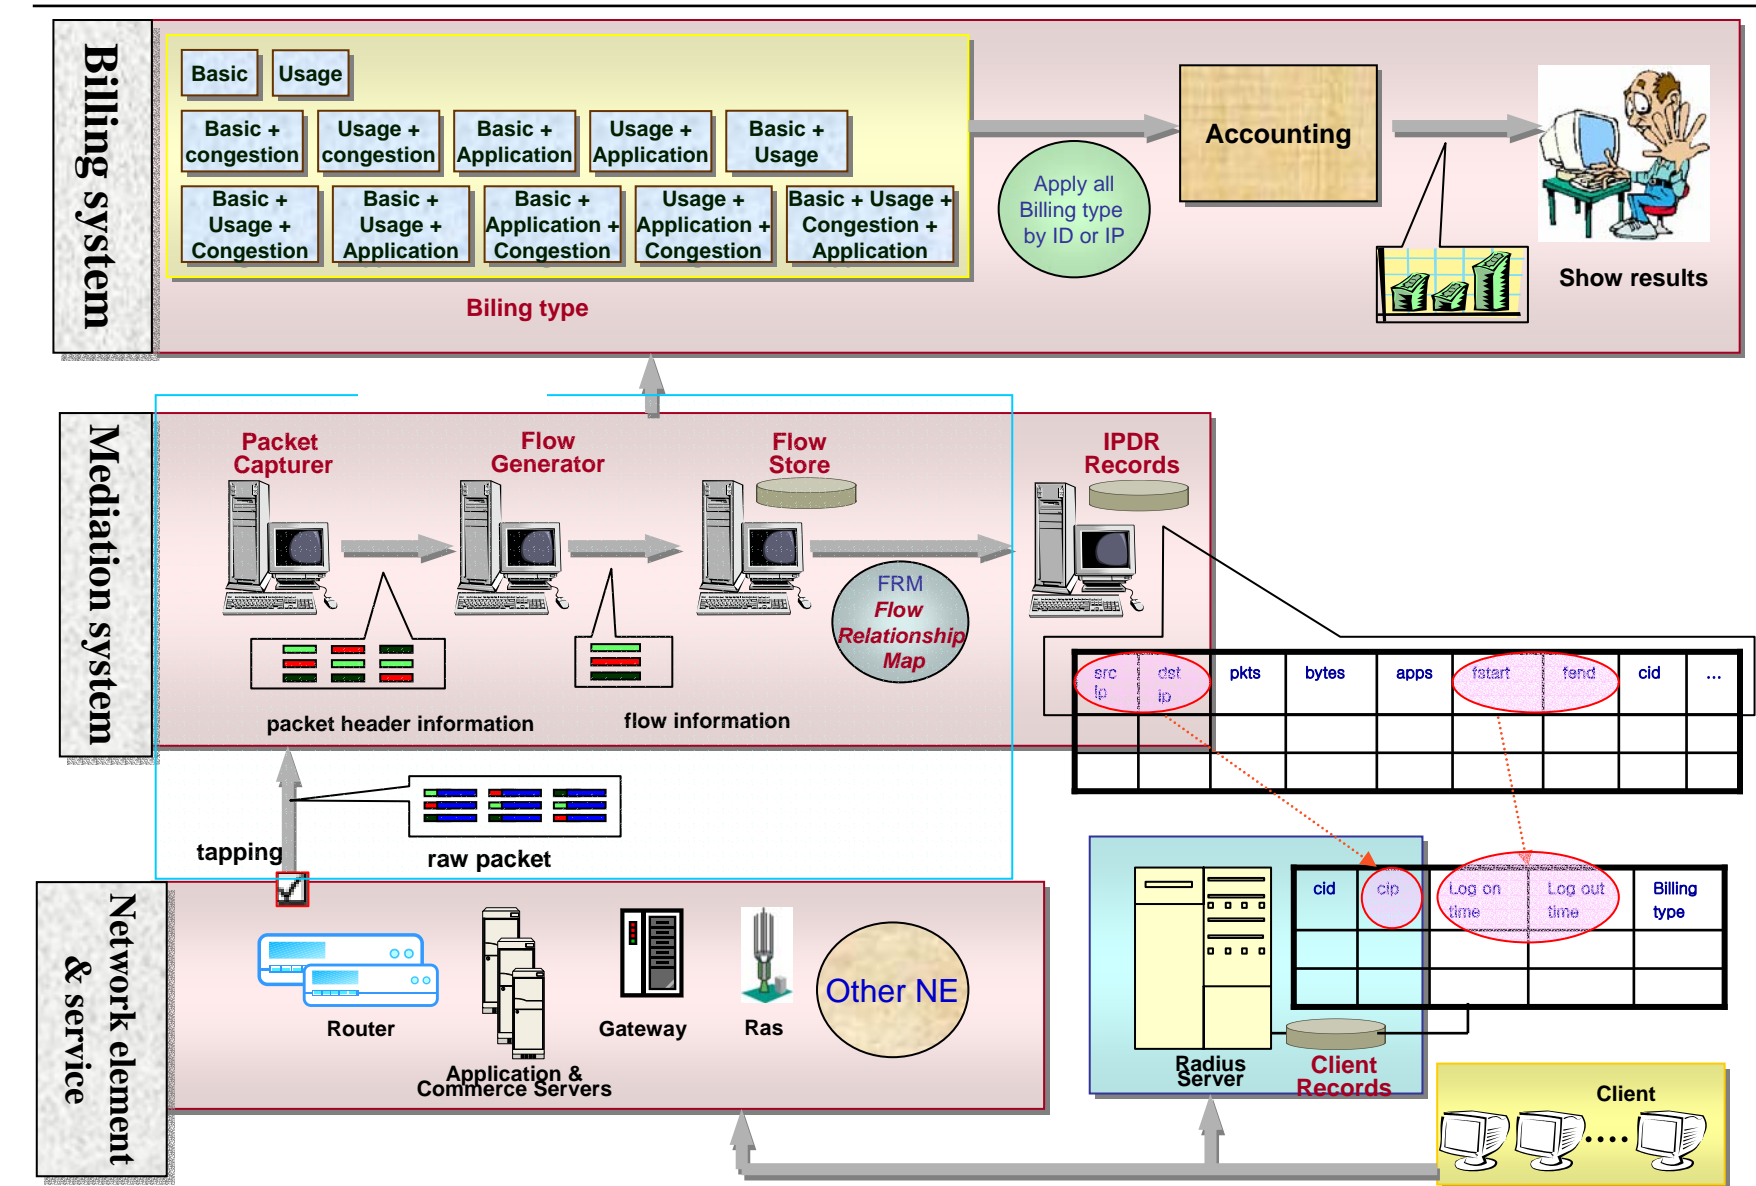 Billing system
Basic
Usage
Basic +
congestion
Usage +
congestion
Basic +
Application
Usage +
Application
Basic +
Usage
Basic +
Usage +
Congestion
Basic +
Usage +
Application
Basic +
Application +
Congestion
Usage +
Application +
Congestion
Basic + Usage +
Congestion +
Application
Biling type
Apply all
Billing type
by ID or IP
Accounting
Show results
Mediation system
Packet
Capturer
Flow
Generator
Flow
Store
IPDR
Records
FRM
Flow
Relationship
Map
packet header information
flow information
src
ip
dst
ip
pkts
bytes
apps
fstart
fend
cid
...
tapping
raw packet
Network element
& service
Router
Application &
Commerce Servers
Gateway
Ras
Other NE
Radius
Server
Client
Records
cid
cip
Log on
time
Log out
time
Billing
type
Client
....